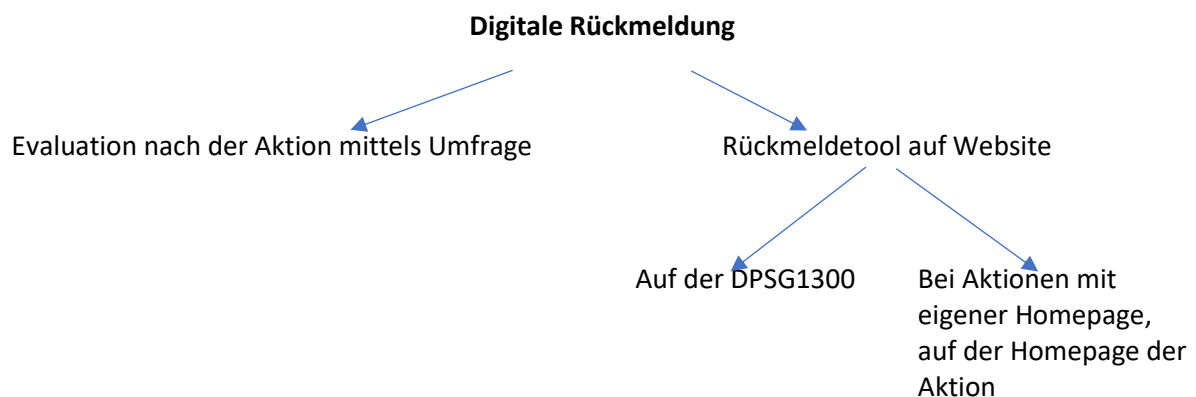 Digitale Rückmeldung
Evaluation nach der Aktion mittels Umfrage
Rückmeldetool auf Website
Auf der DPSG1300
Bei Aktionen mit
eigener Homepage,
auf der Homepage der
Aktion